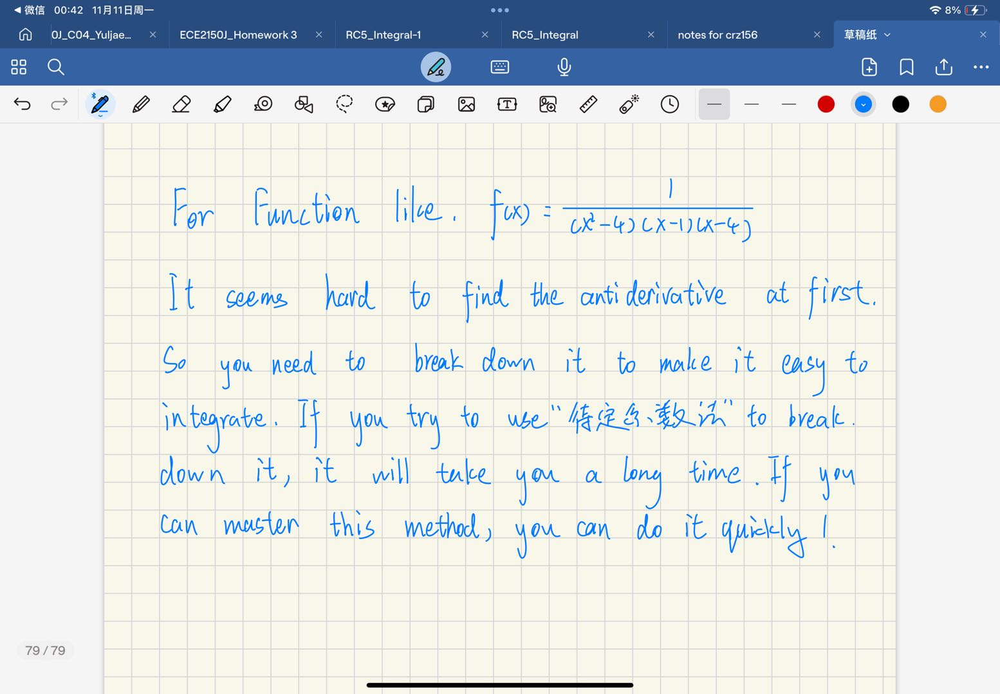 微信 00:42 11月11日周一 8%
0J_C04_Yuljae... ECE2150J_Homework 3 RC5_Integral-1 RC5_Integral notes for crz156 草稿纸
For Function like. f(x) = 1/((x²-4)(x-1)(x-4))
It seems hard to find the antiderivative at first.
So you need to break down it to make it easy to
integrate. If you try to use "待定系数法" to break.
down it, it will take you a long time. If you
can master this method, you can do it quickly!
79 / 79